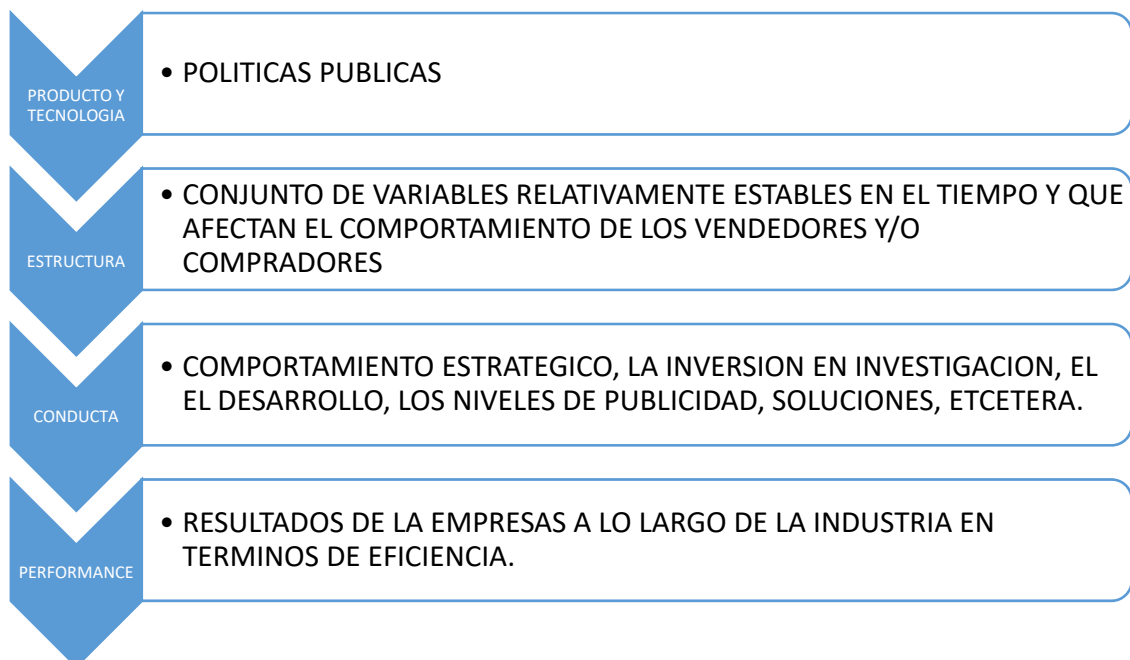 PRODUCTO Y
TECNOLOGIA
• POLITICAS PUBLICAS
ESTRUCTURA
• CONJUNTO DE VARIABLES RELATIVAMENTE ESTABLES EN EL TIEMPO Y QUE
AFECTAN EL COMPORTAMIENTO DE LOS VENDEDORES Y/O
COMPRADORES
CONDUCTA
• COMPORTAMIENTO ESTRATEGICO, LA INVERSION EN INVESTIGACION, EL
EL DESARROLLO, LOS NIVELES DE PUBLICIDAD, SOLUCIONES, ETCETERA.
PERFORMANCE
• RESULTADOS DE LA EMPRESAS A LO LARGO DE LA INDUSTRIA EN
TERMINOS DE EFICIENCIA.